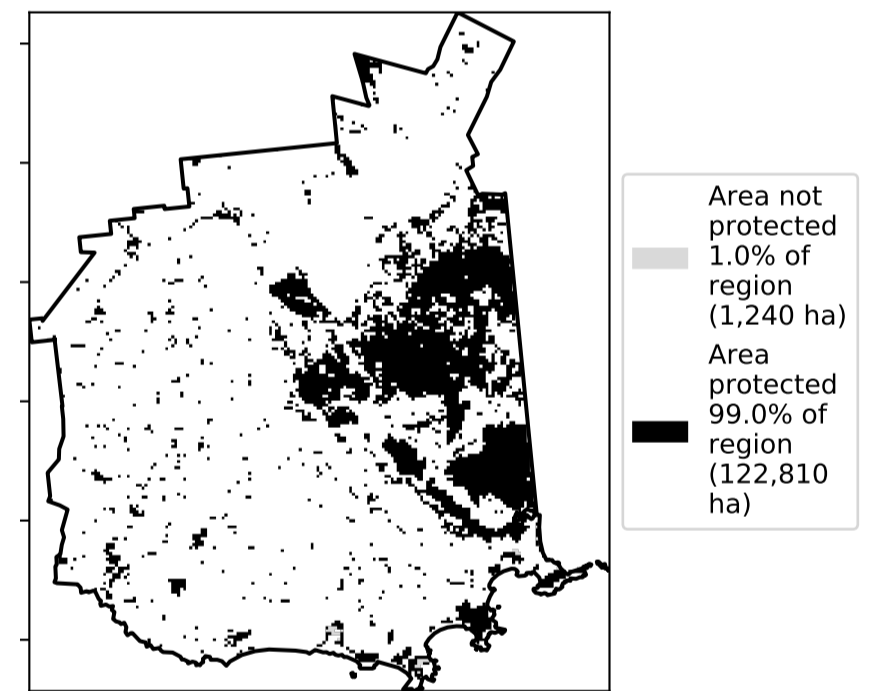 Area not
protected
1.0% of
region
(1,240 ha)
Area
protected
99.0% of
region
(122,810
ha)